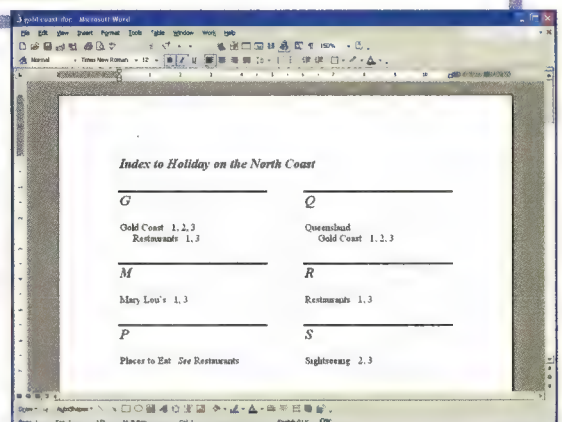 gold coast.doc - Microsoft Word
File Edit View Insert Format Tools Table Window Work Help
150%
Normal Times New Roman 12 B I U
Index to Holiday on the North Coast
G
Gold Coast 1, 2, 3
Restaurants 1, 3
M
Mary Lou's 1, 3
P
Places to Eat See Restaurants
Q
Queensland
Gold Coast 1, 2, 3
R
Restaurants 1, 3
S
Sightseeing 2, 3
Draw AutoShapes